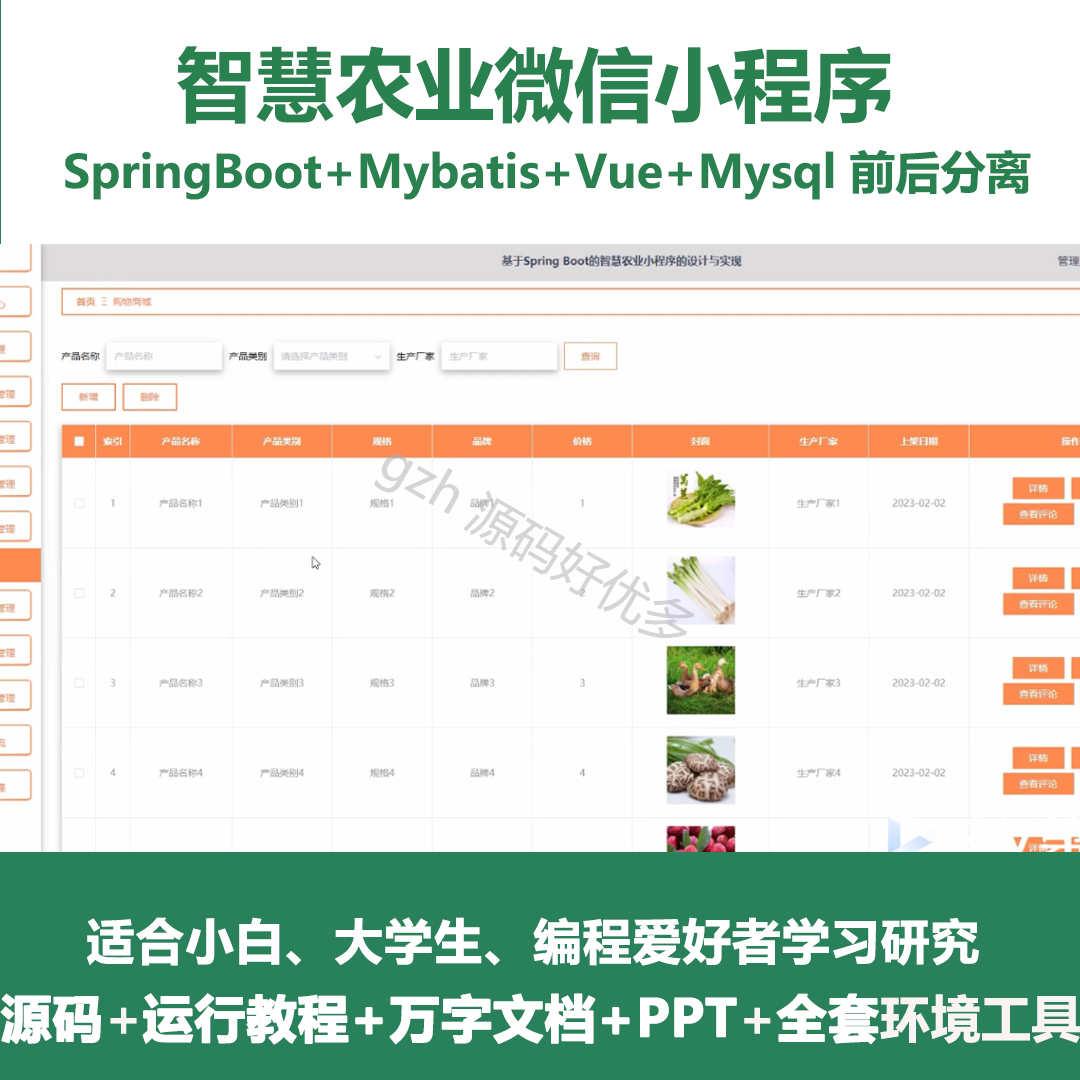 智慧农业微信小程序
SpringBoot+Mybatis+Vue+Mysql 前后分离
基于Spring Boot的智慧农业小程序的设计与实现
管理
首页 购物商城
产品名称 产品名称 产品类别 请选择产品类别 生产厂家 生产厂家 查询
新增 删除
索引 产品名称 产品类别 规格 品牌 价格 封面 生产厂家 上架日期 操作
1 产品名称1 产品类别1 规格1 品牌1 1 生产厂家1 2023-02-02 详情
查看评论
2 产品名称2 产品类别2 规格2 品牌2 2 生产厂家2 2023-02-02 详情
查看评论
3 产品名称3 产品类别3 规格3 品牌3 3 生产厂家3 2023-02-02 详情
查看评论
4 产品名称4 产品类别4 规格4 品牌4 4 生产厂家4 2023-02-02 详情
查看评论
管理
管理
管理
管理
管理
管理
管理
gzh 源码好优多
适合小白、大学生、编程爱好者学习研究
源码+运行教程+万字文档+PPT+全套环境工具